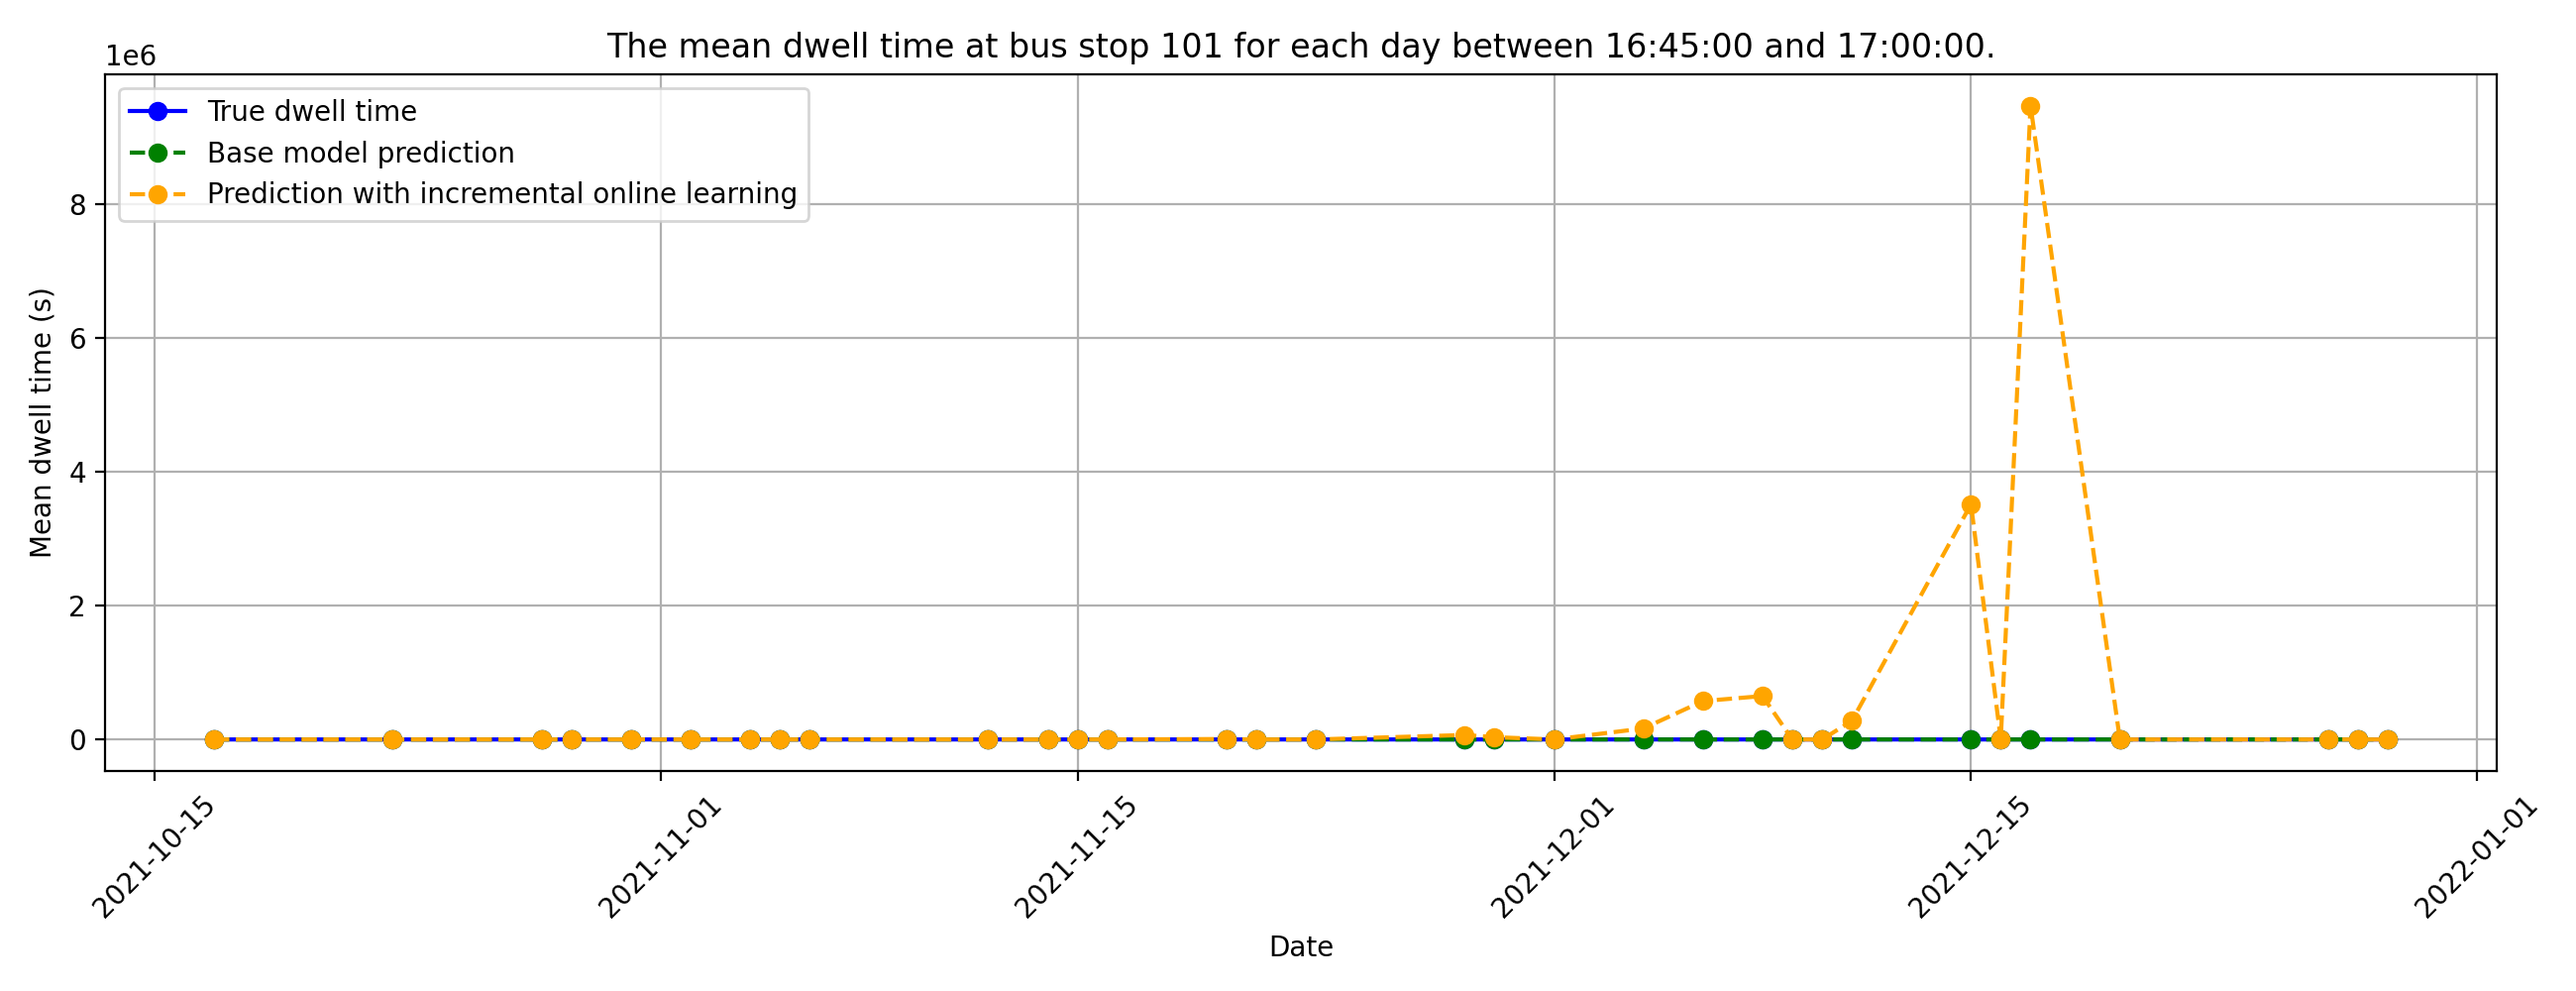 The mean dwell time at bus stop 101 for each day between 16:45:00 and 17:00:00.
1e6
True dwell time
Base model prediction
Prediction with incremental online learning
Mean dwell time (s)
8
6
4
2
0
2021-10-15
2021-11-01
2021-11-15
2021-12-01
2021-12-15
2022-01-01
Date